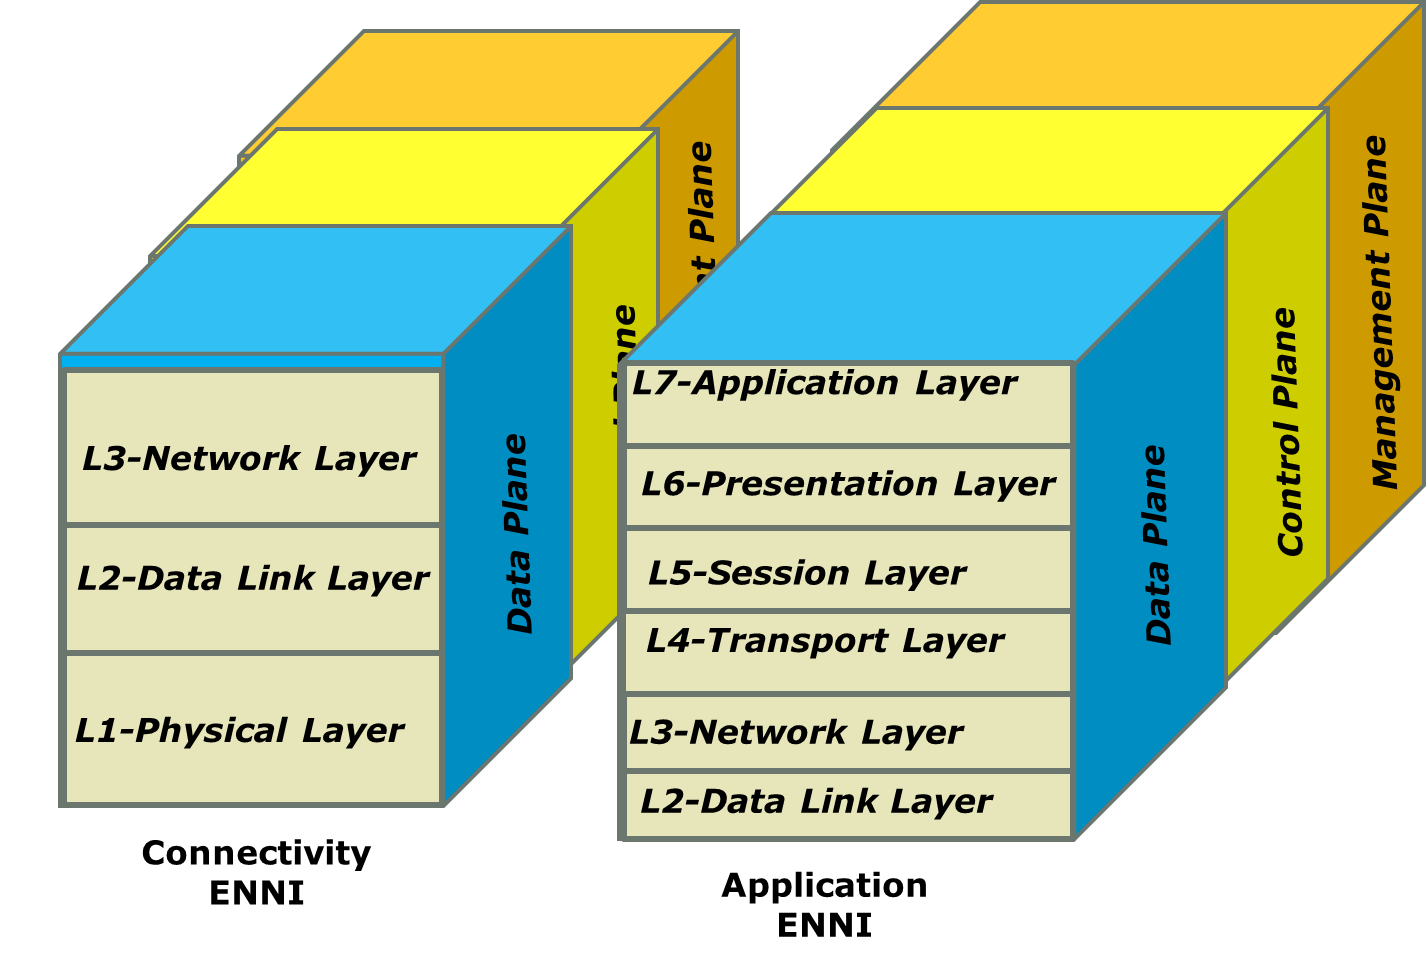 L3-Network Layer
L2-Data Link Layer
L1-Physical Layer
Data Plane
Plane
Connectivity
ENNI
L7-Application Layer
L6-Presentation Layer
L5-Session Layer
L4-Transport Layer
L3-Network Layer
L2-Data Link Layer
Data Plane
Control Plane
Management Plane
Application
ENNI